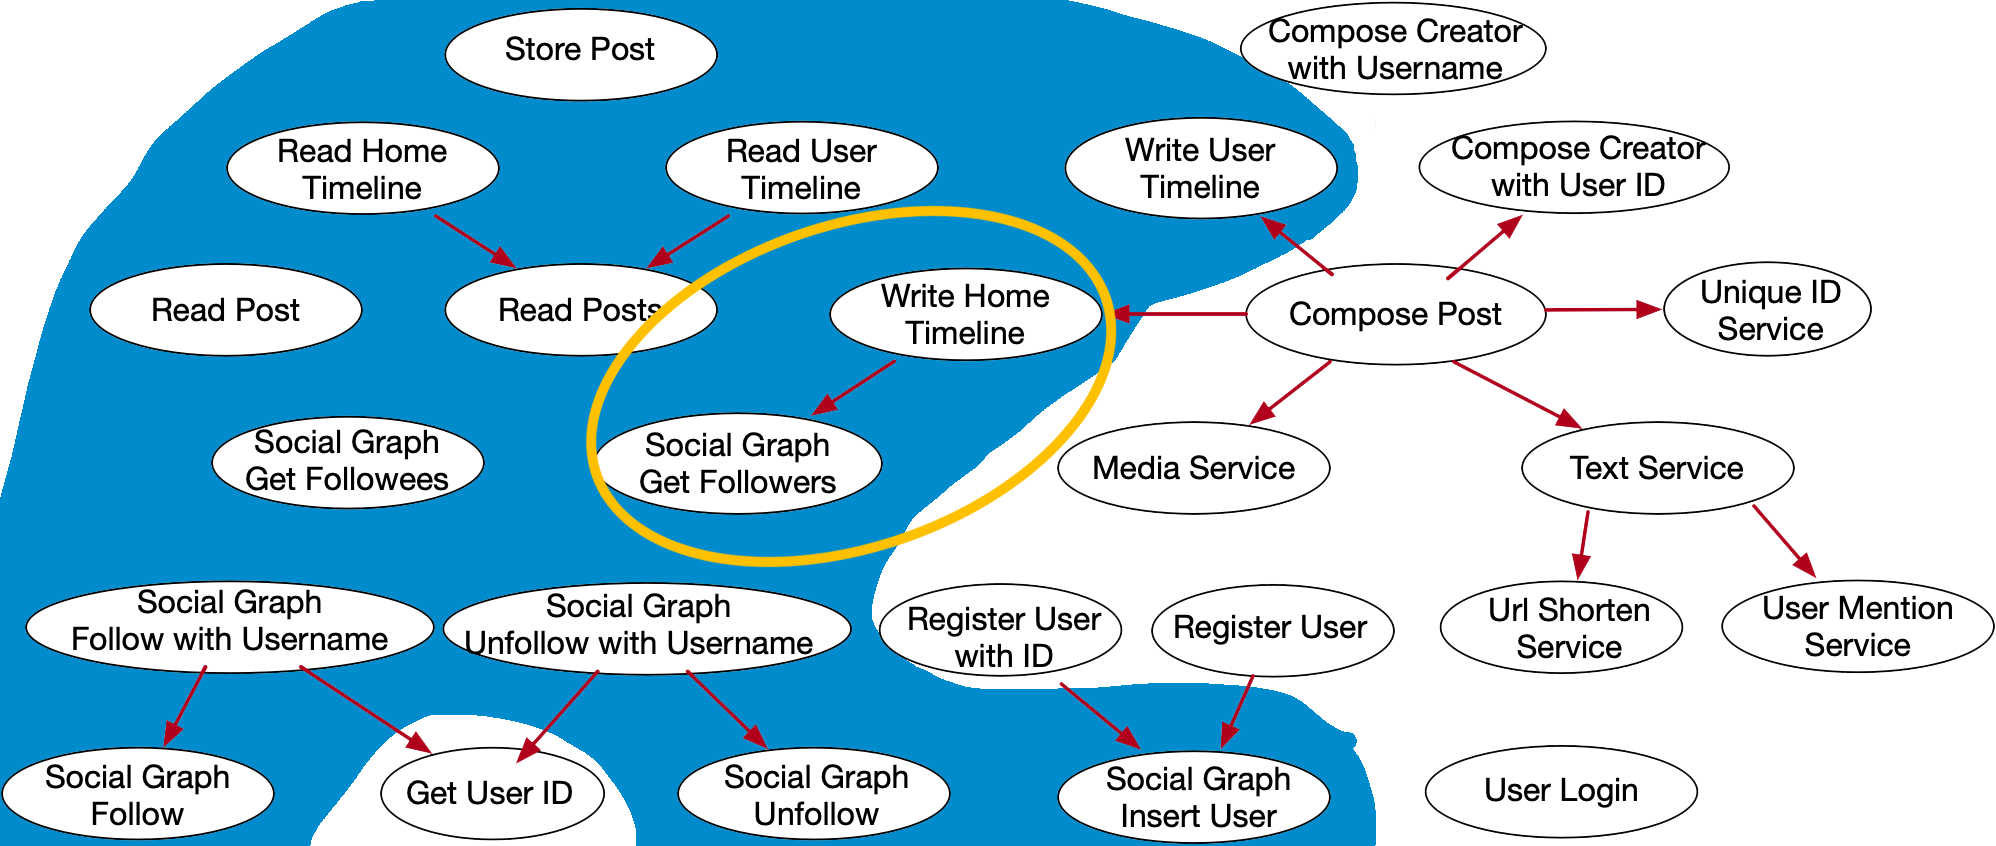 Store Post
Compose Creator
with Username
Read Home
Timeline
Read User
Timeline
Write User
Timeline
Compose Creator
with User ID
Read Post
Read Posts
Write Home
Timeline
Compose Post
Unique ID
Service
Social Graph
Get Followees
Social Graph
Get Followers
Media Service
Text Service
Social Graph
Follow with Username
Social Graph
Unfollow with Username
Register User
with ID
Register User
Url Shorten
Service
User Mention
Service
Social Graph
Follow
Get User ID
Social Graph
Unfollow
Social Graph
Insert User
User Login